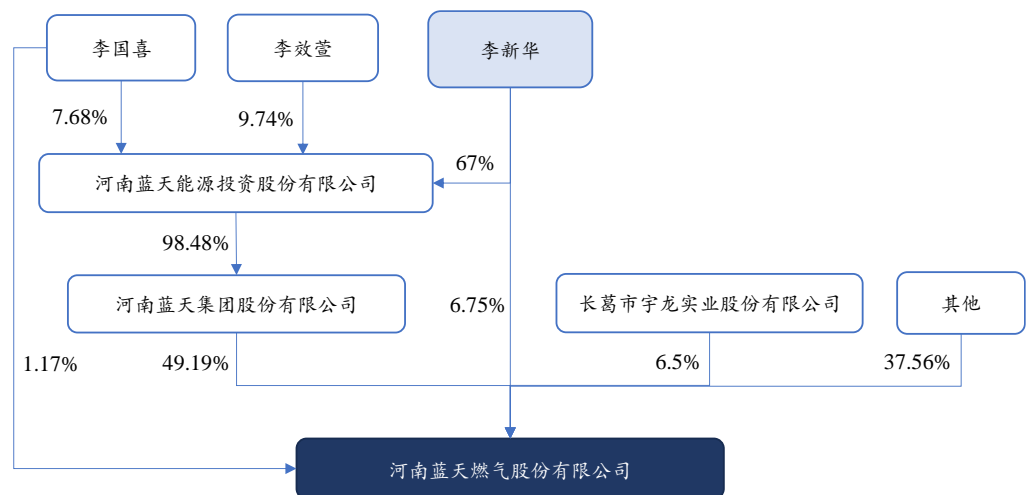 李国喜
李效萱
李新华
7.68%
9.74%
67%
河南蓝天能源投资股份有限公司
98.48%
河南蓝天集团股份有限公司
6.75%
长葛市宇龙实业股份有限公司
其他
1.17%
49.19%
6.5%
37.56%
河南蓝天燃气股份有限公司